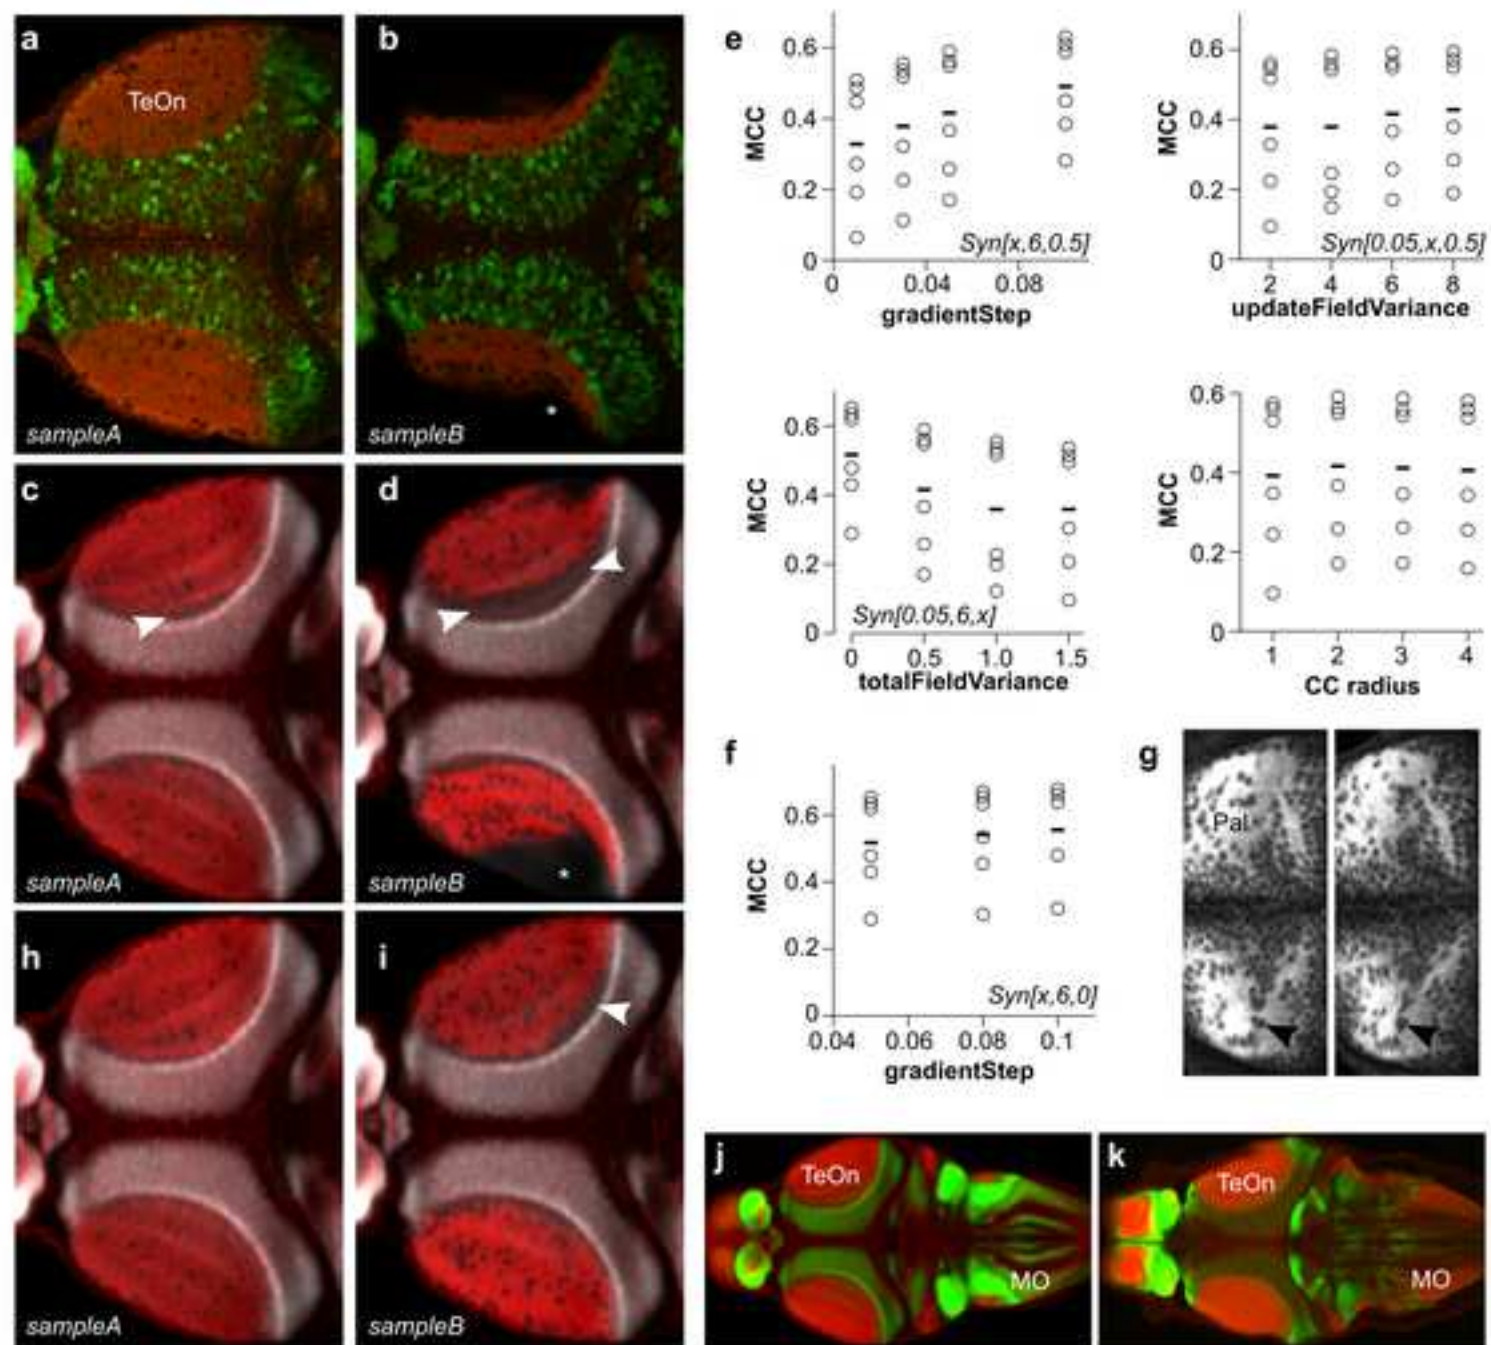 a
TeOn
sampleA
b
*
sampleB
c
sampleA
d
*
sampleB
h
sampleA
i
sampleB
e
MCC
0.6
0.4
0.2
0
0 0.04 0.08
Syn[x,6,0.5]
gradientStep
MCC
0.6
0.4
0.2
0
2 4 6 8
Syn[0.05,x,0.5]
updateFieldVariance
MCC
0.6
0.4
0.2
0
Syn[0.05,6,x]
0 0.5 1.0 1.5
totalFieldVariance
MCC
0.6
0.4
0.2
0
1 2 3 4
CC radius
f
MCC
0.6
0.4
0.2
0
Syn[x,6,0]
0.04 0.06 0.08 0.1
gradientStep
g
Pal
j
TeOn
MO
k
TeOn
MO